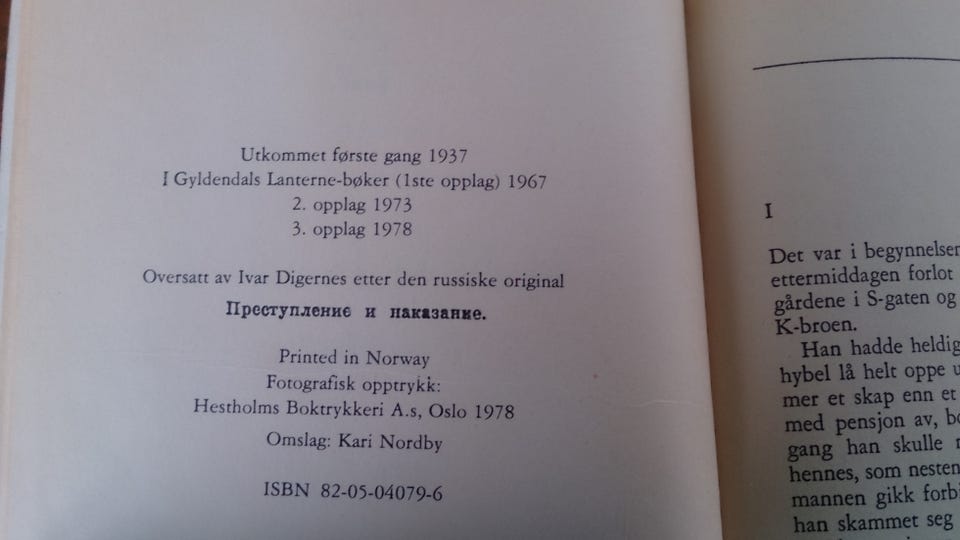 Utkommet første gang 1937
I Gyldendals Lanterne-bøker (1ste opplag) 1967
2. opplag 1973
3. opplag 1978
Oversatt av Ivar Digernes etter den russiske original
Преступление и наказание.
Printed in Norway
Fotografisk opptrykk:
Hestholms Boktrykkeri A.s, Oslo 1978
Omslag: Kari Nordby
ISBN 82-05-04079-6
I
Det var i begynnelsen
ettermiddagen forlot
gårdene i S-gaten og
K-broen.
Han hadde heldig
hybel lå helt oppe u
mer et skap enn et
med pensjon av, b
gang han skulle
hennes, som nesten
mannen gikk forbi
han skammet seg